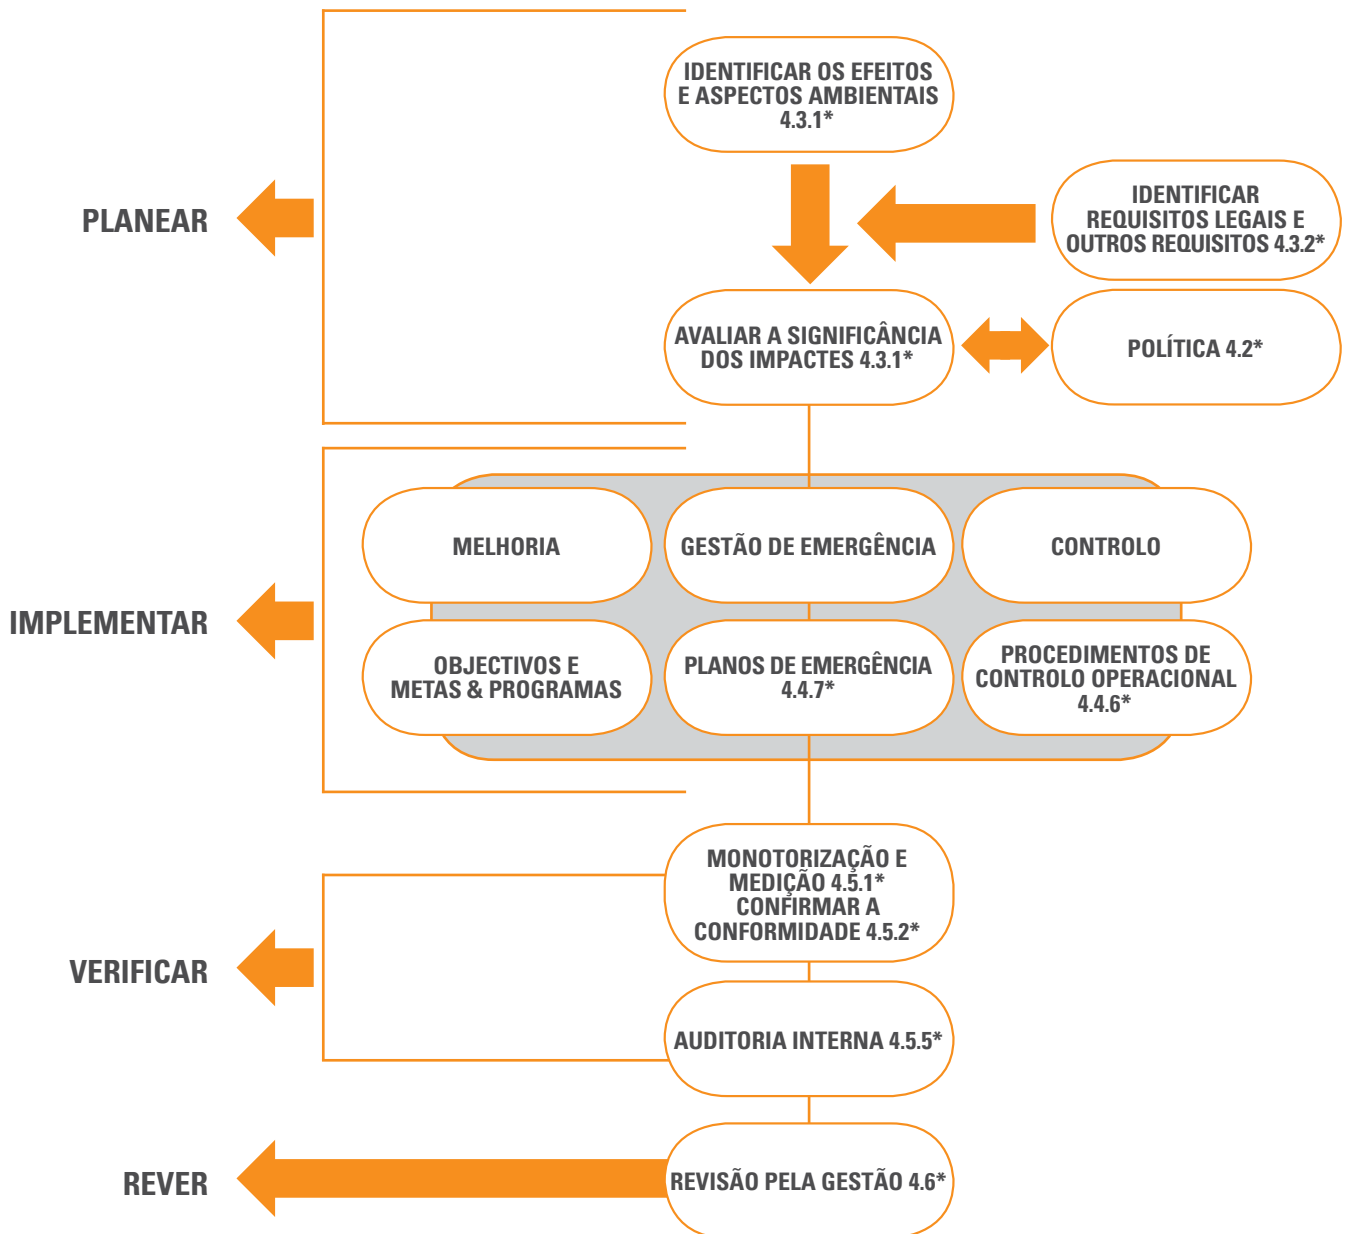 IDENTIFICAR OS EFEITOS
E ASPECTOS AMBIENTAIS
4.3.1*
PLANEAR
IDENTIFICAR
REQUISITOS LEGAIS E
OUTROS REQUISITOS 4.3.2*
AVALIAR A SIGNIFICÂNCIA
DOS IMPACTES 4.3.1*
POLÍTICA 4.2*
MELHORIA
GESTÃO DE EMERGÊNCIA
CONTROLO
IMPLEMENTAR
OBJECTIVOS E
METAS & PROGRAMAS
PLANOS DE EMERGÊNCIA
4.4.7*
PROCEDIMENTOS DE
CONTROLO OPERACIONAL
4.4.6*
MONOTORIZAÇÃO E
MEDIÇÃO 4.5.1*
CONFIRMAR A
CONFORMIDADE 4.5.2*
VERIFICAR
AUDITORIA INTERNA 4.5.5*
REVER
REVISÃO PELA GESTÃO 4.6*